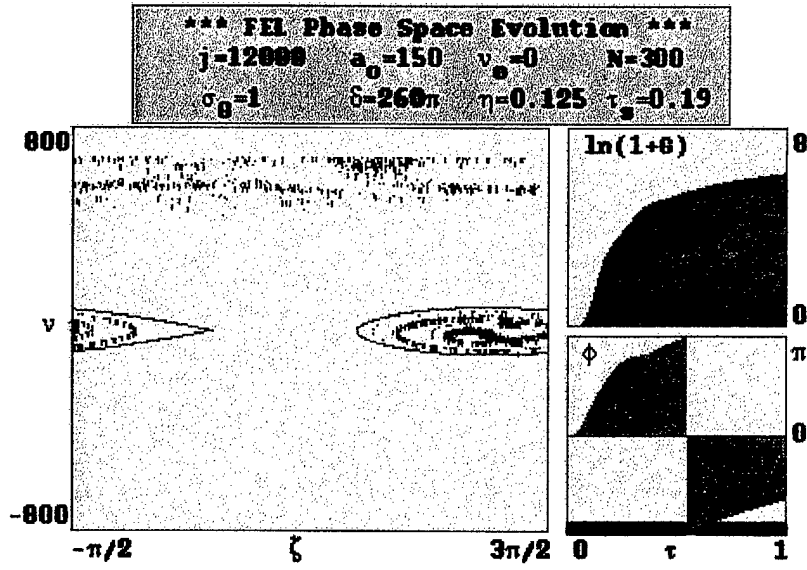 *** FEL Phase Space Evolution ***
j=12000 a₀=150 ν₀=0 N=300
σ_θ=1 δ=260π η=0.125 τₛ=0.19
800
ln(1+G)
8
ν
0
ϕ
π
0
-800
-π/2 ζ 3π/2
0 τ 1